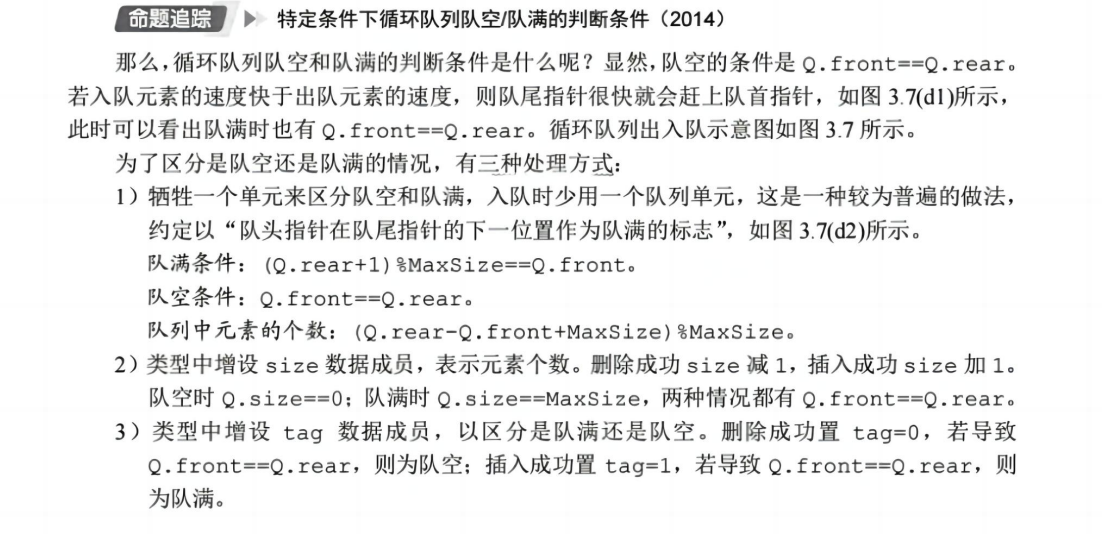 命题追踪 特定条件下循环队列队空/队满的判断条件（2014）
那么，循环队列队空和队满的判断条件是什么呢？显然，队空的条件是 Q.front==Q.rear。
若入队元素的速度快于出队元素的速度，则队尾指针很快就会赶上队首指针，如图 3.7(d1)所示，
此时可以看出队满时也有 Q.front==Q.rear。循环队列出入队示意图如图 3.7 所示。
为了区分是队空还是队满的情况，有三种处理方式：
1）牺牲一个单元来区分队空和队满，入队时少用一个队列单元，这是一种较为普遍的做法，
约定以“队头指针在队尾指针的下一位置作为队满的标志”，如图 3.7(d2)所示。
队满条件：(Q.rear+1)%MaxSize==Q.front。
队空条件：Q.front==Q.rear。
队列中元素的个数：(Q.rear-Q.front+MaxSize)%MaxSize。
2）类型中增设 size 数据成员，表示元素个数。删除成功 size 减 1，插入成功 size 加 1。
队空时 Q.size==0；队满时 Q.size==MaxSize，两种情况都有 Q.front==Q.rear。
3）类型中增设 tag 数据成员，以区分是队满还是队空。删除成功置 tag=0，若导致
Q.front==Q.rear，则为队空；插入成功置 tag=1，若导致 Q.front==Q.rear，则
为队满。